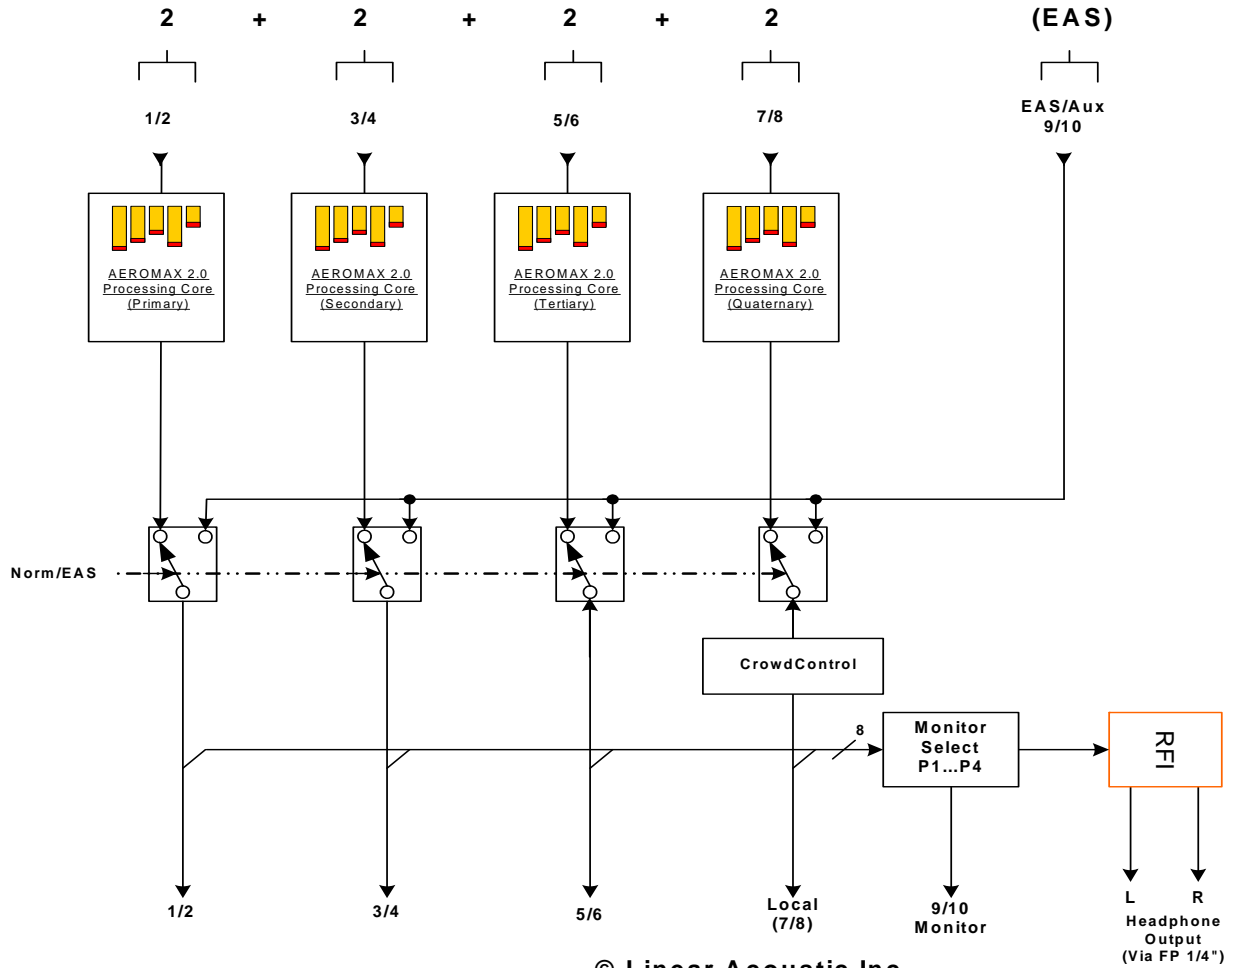 2 + 2 + 2 + 2 (EAS)
1/2
3/4
5/6
7/8
EAS/Aux
9/10
AEROMAX 2.0
Processing Core
(Primary)
AEROMAX 2.0
Processing Core
(Secondary)
AEROMAX 2.0
Processing Core
(Tertiary)
AEROMAX 2.0
Processing Core
(Quaternary)
Norm/EAS
CrowdControl
8
Monitor
Select
P1...P4
RFI
1/2
3/4
5/6
Local
(7/8)
9/10
Monitor
L R
Headphone
Output
(Via FP 1/4")
© Linear Acoustic Inc